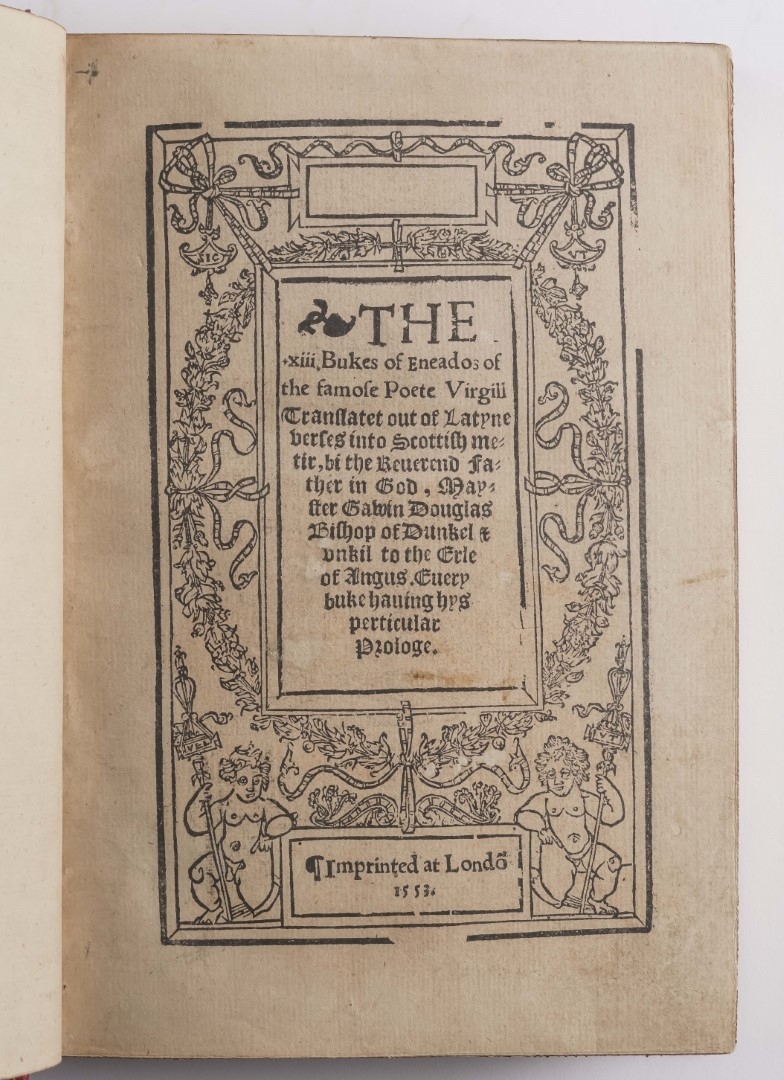 SIC
VT
THE
.xiii. Bukes of Eneados of
the famoſe Poete Virgill
Tranſlatet out of Latyne
verſes into Scottiſh me⸗
tir, bi the Reuerend Fa⸗
ther in God, May⸗
ſter Gawin Douglas
Biſhop of Dunkel &
vnkil to the Erle
of Angus. Euery
buke hauing hys
perticular
Prologe.
¶ Imprinted at Londõ
1553.